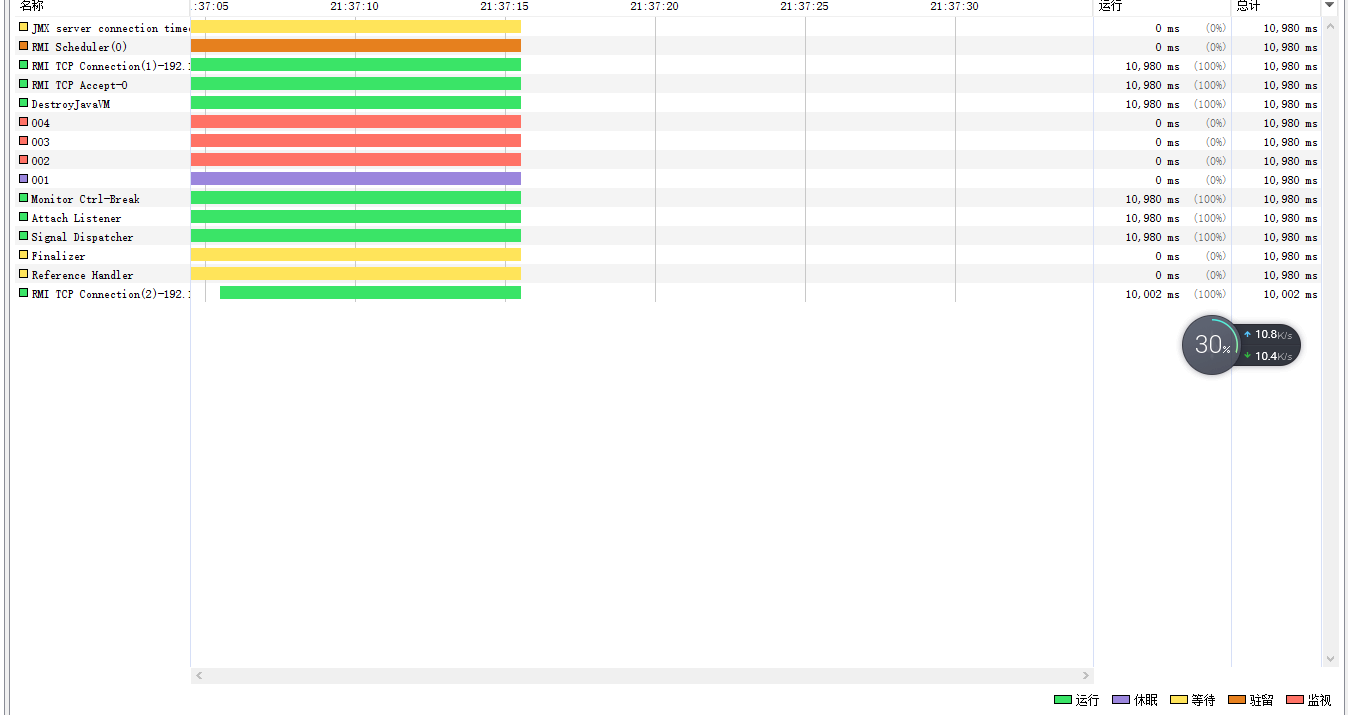 名称 :37:05 21:37:10 21:37:15 21:37:20 21:37:25 21:37:30 运行 总计
JMX server connection time 0 ms (0%) 10,980 ms
RMI Scheduler(0) 0 ms (0%) 10,980 ms
RMI TCP Connection(1)-192. 10,980 ms (100%) 10,980 ms
RMI TCP Accept-0 10,980 ms (100%) 10,980 ms
DestroyJavaVM 10,980 ms (100%) 10,980 ms
004 0 ms (0%) 10,980 ms
003 0 ms (0%) 10,980 ms
002 0 ms (0%) 10,980 ms
001 0 ms (0%) 10,980 ms
Monitor Ctrl-Break 10,980 ms (100%) 10,980 ms
Attach Listener 10,980 ms (100%) 10,980 ms
Signal Dispatcher 10,980 ms (100%) 10,980 ms
Finalizer 0 ms (0%) 10,980 ms
Reference Handler 0 ms (0%) 10,980 ms
RMI TCP Connection(2)-192. 10,002 ms (100%) 10,002 ms
30% 10.8K/s
10.4K/s
运行 休眠 等待 驻留 监视